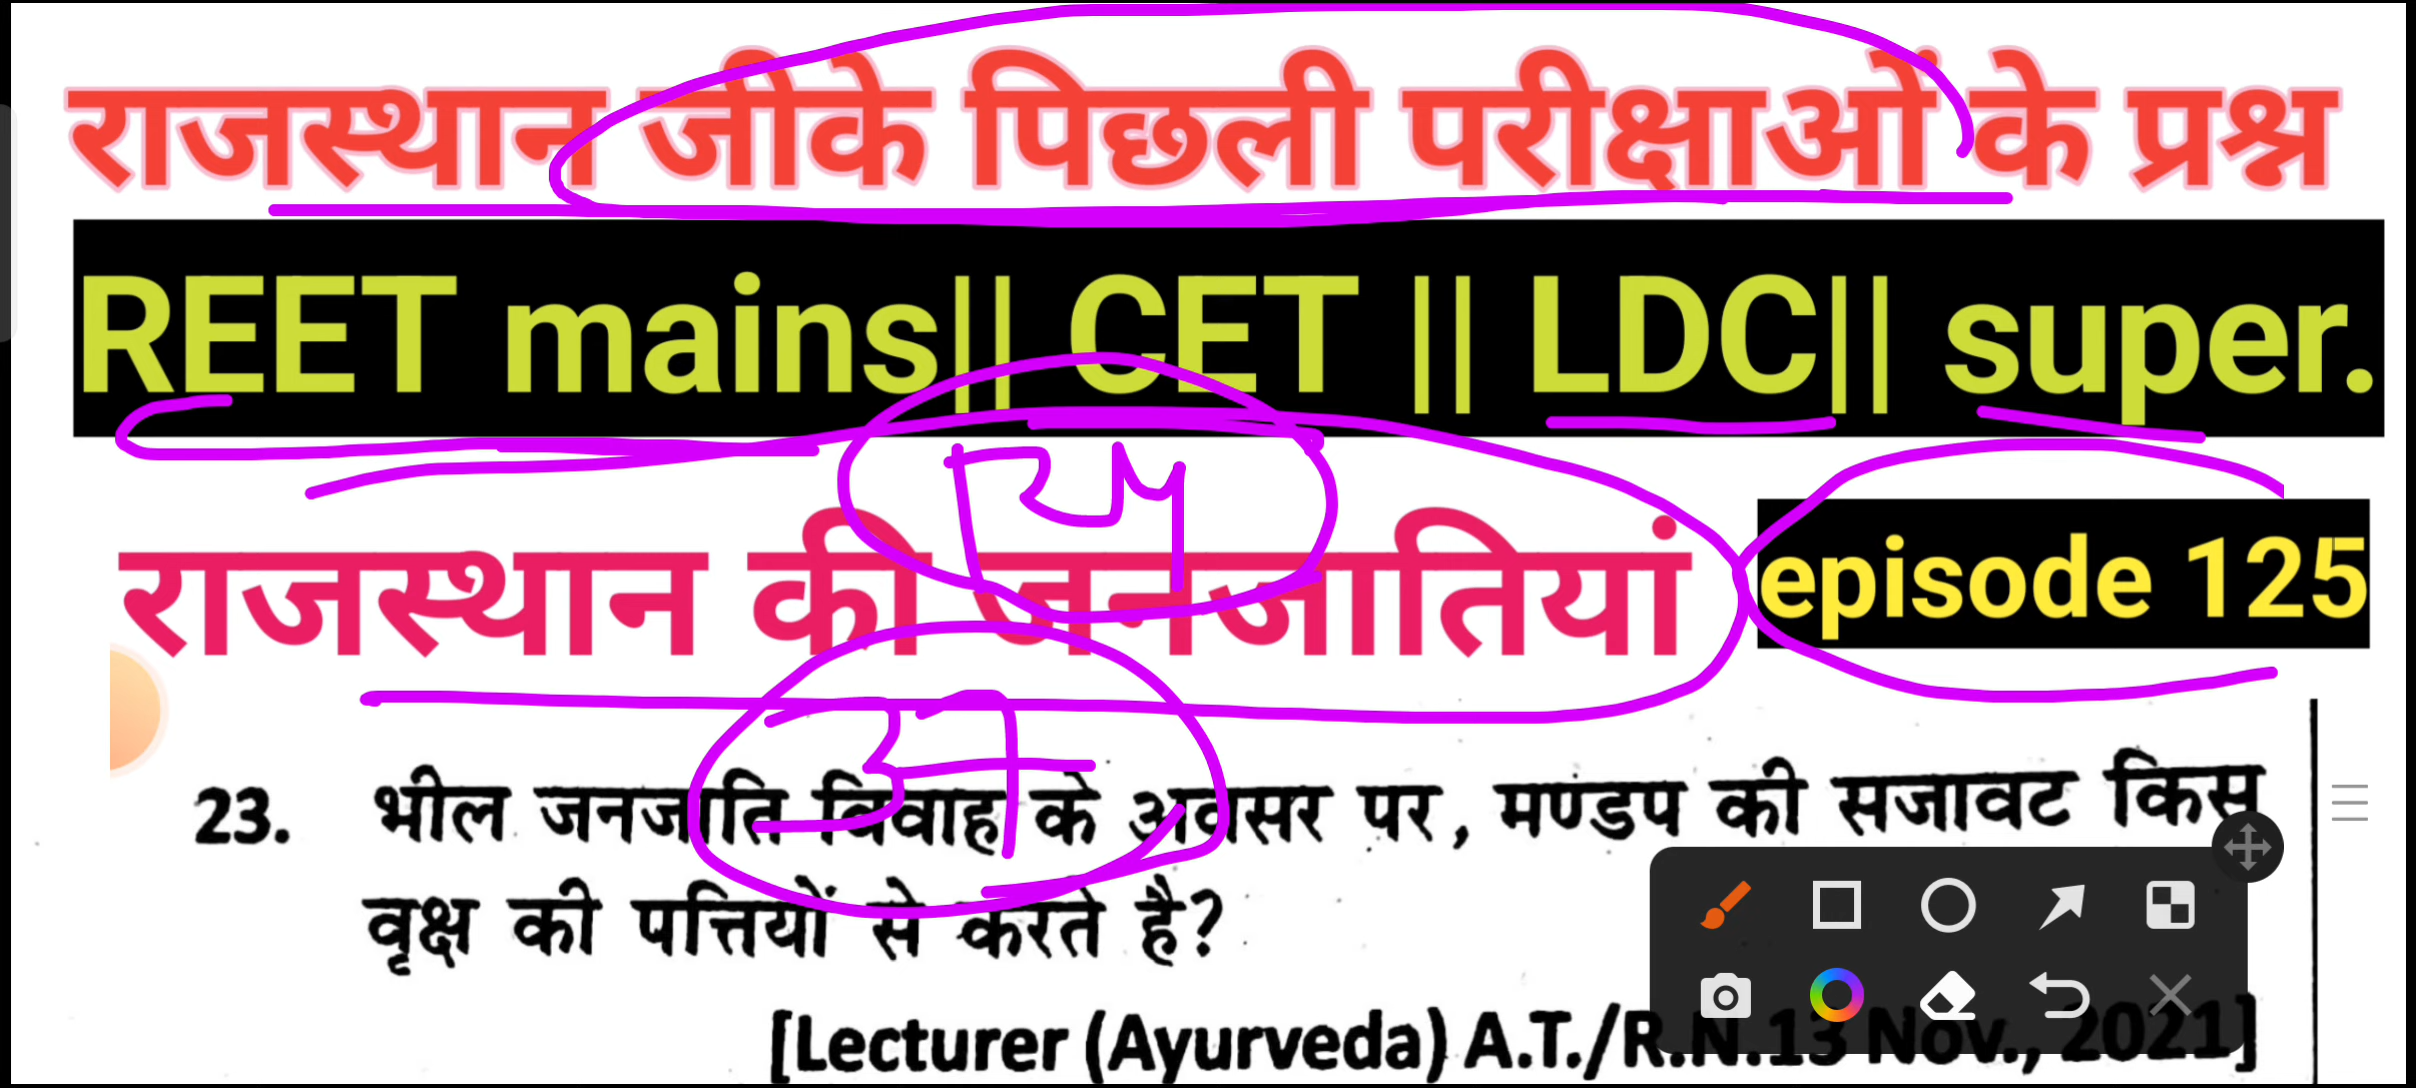 राजस्थान जीके पिछली परीक्षाओं के प्रश्न
REET mains|| CET || LDC|| super.
राजस्थान की जनजातियां episode 125
23. भील जनजाति विवाह के अवसर पर, मण्डप की सजावट किस
वृक्ष की पत्तियों से करते है?
[Lecturer (Ayurveda) A.T./R.N.13 Nov., 2021]